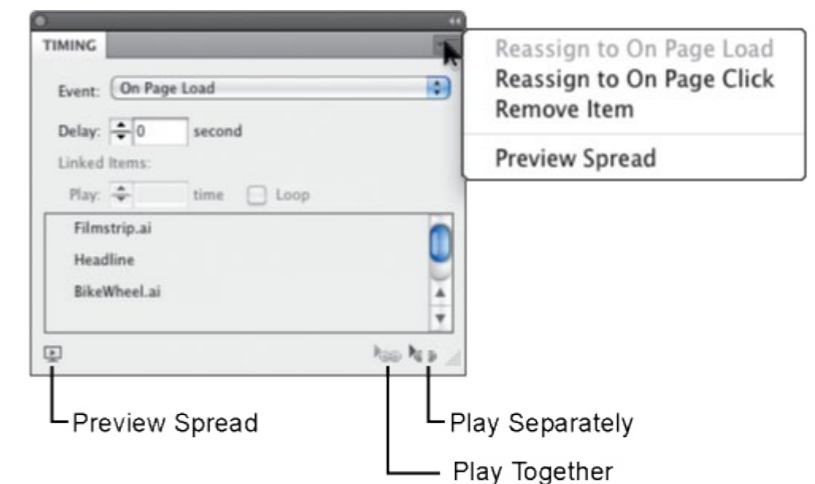 TIMING
Event: On Page Load
Delay: 0 second
Linked Items:
Play: time Loop
Filmstrip.ai
Headline
BikeWheel.ai
Reassign to On Page Load
Reassign to On Page Click
Remove Item
Preview Spread
Preview Spread
Play Separately
Play Together